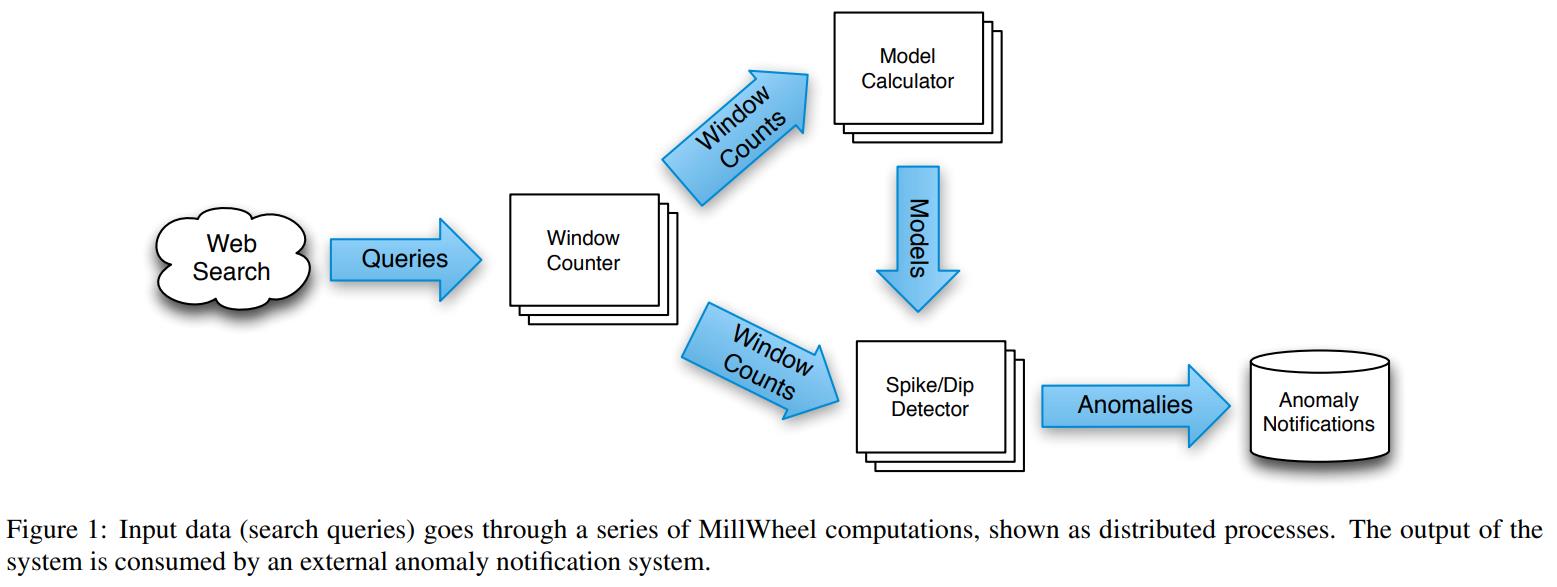 Model
Calculator
Window
Counts
Web
Search
Queries
Window
Counter
Models
Window
Counts
Spike/Dip
Detector
Anomalies
Anomaly
Notifications
Figure 1: Input data (search queries) goes through a series of MillWheel computations, shown as distributed processes. The output of the
system is consumed by an external anomaly notification system.